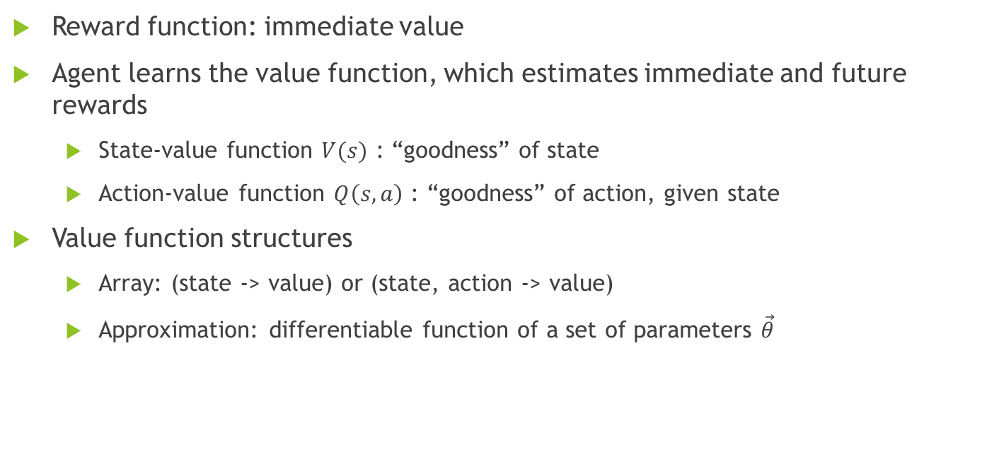 Reward function: immediate value
Agent learns the value function, which estimates immediate and future
rewards
State-value function V(s) : “goodness” of state
Action-value function Q(s, a) : “goodness” of action, given state
Value function structures
Array: (state -> value) or (state, action -> value)
Approximation: differentiable function of a set of parameters θ⃗